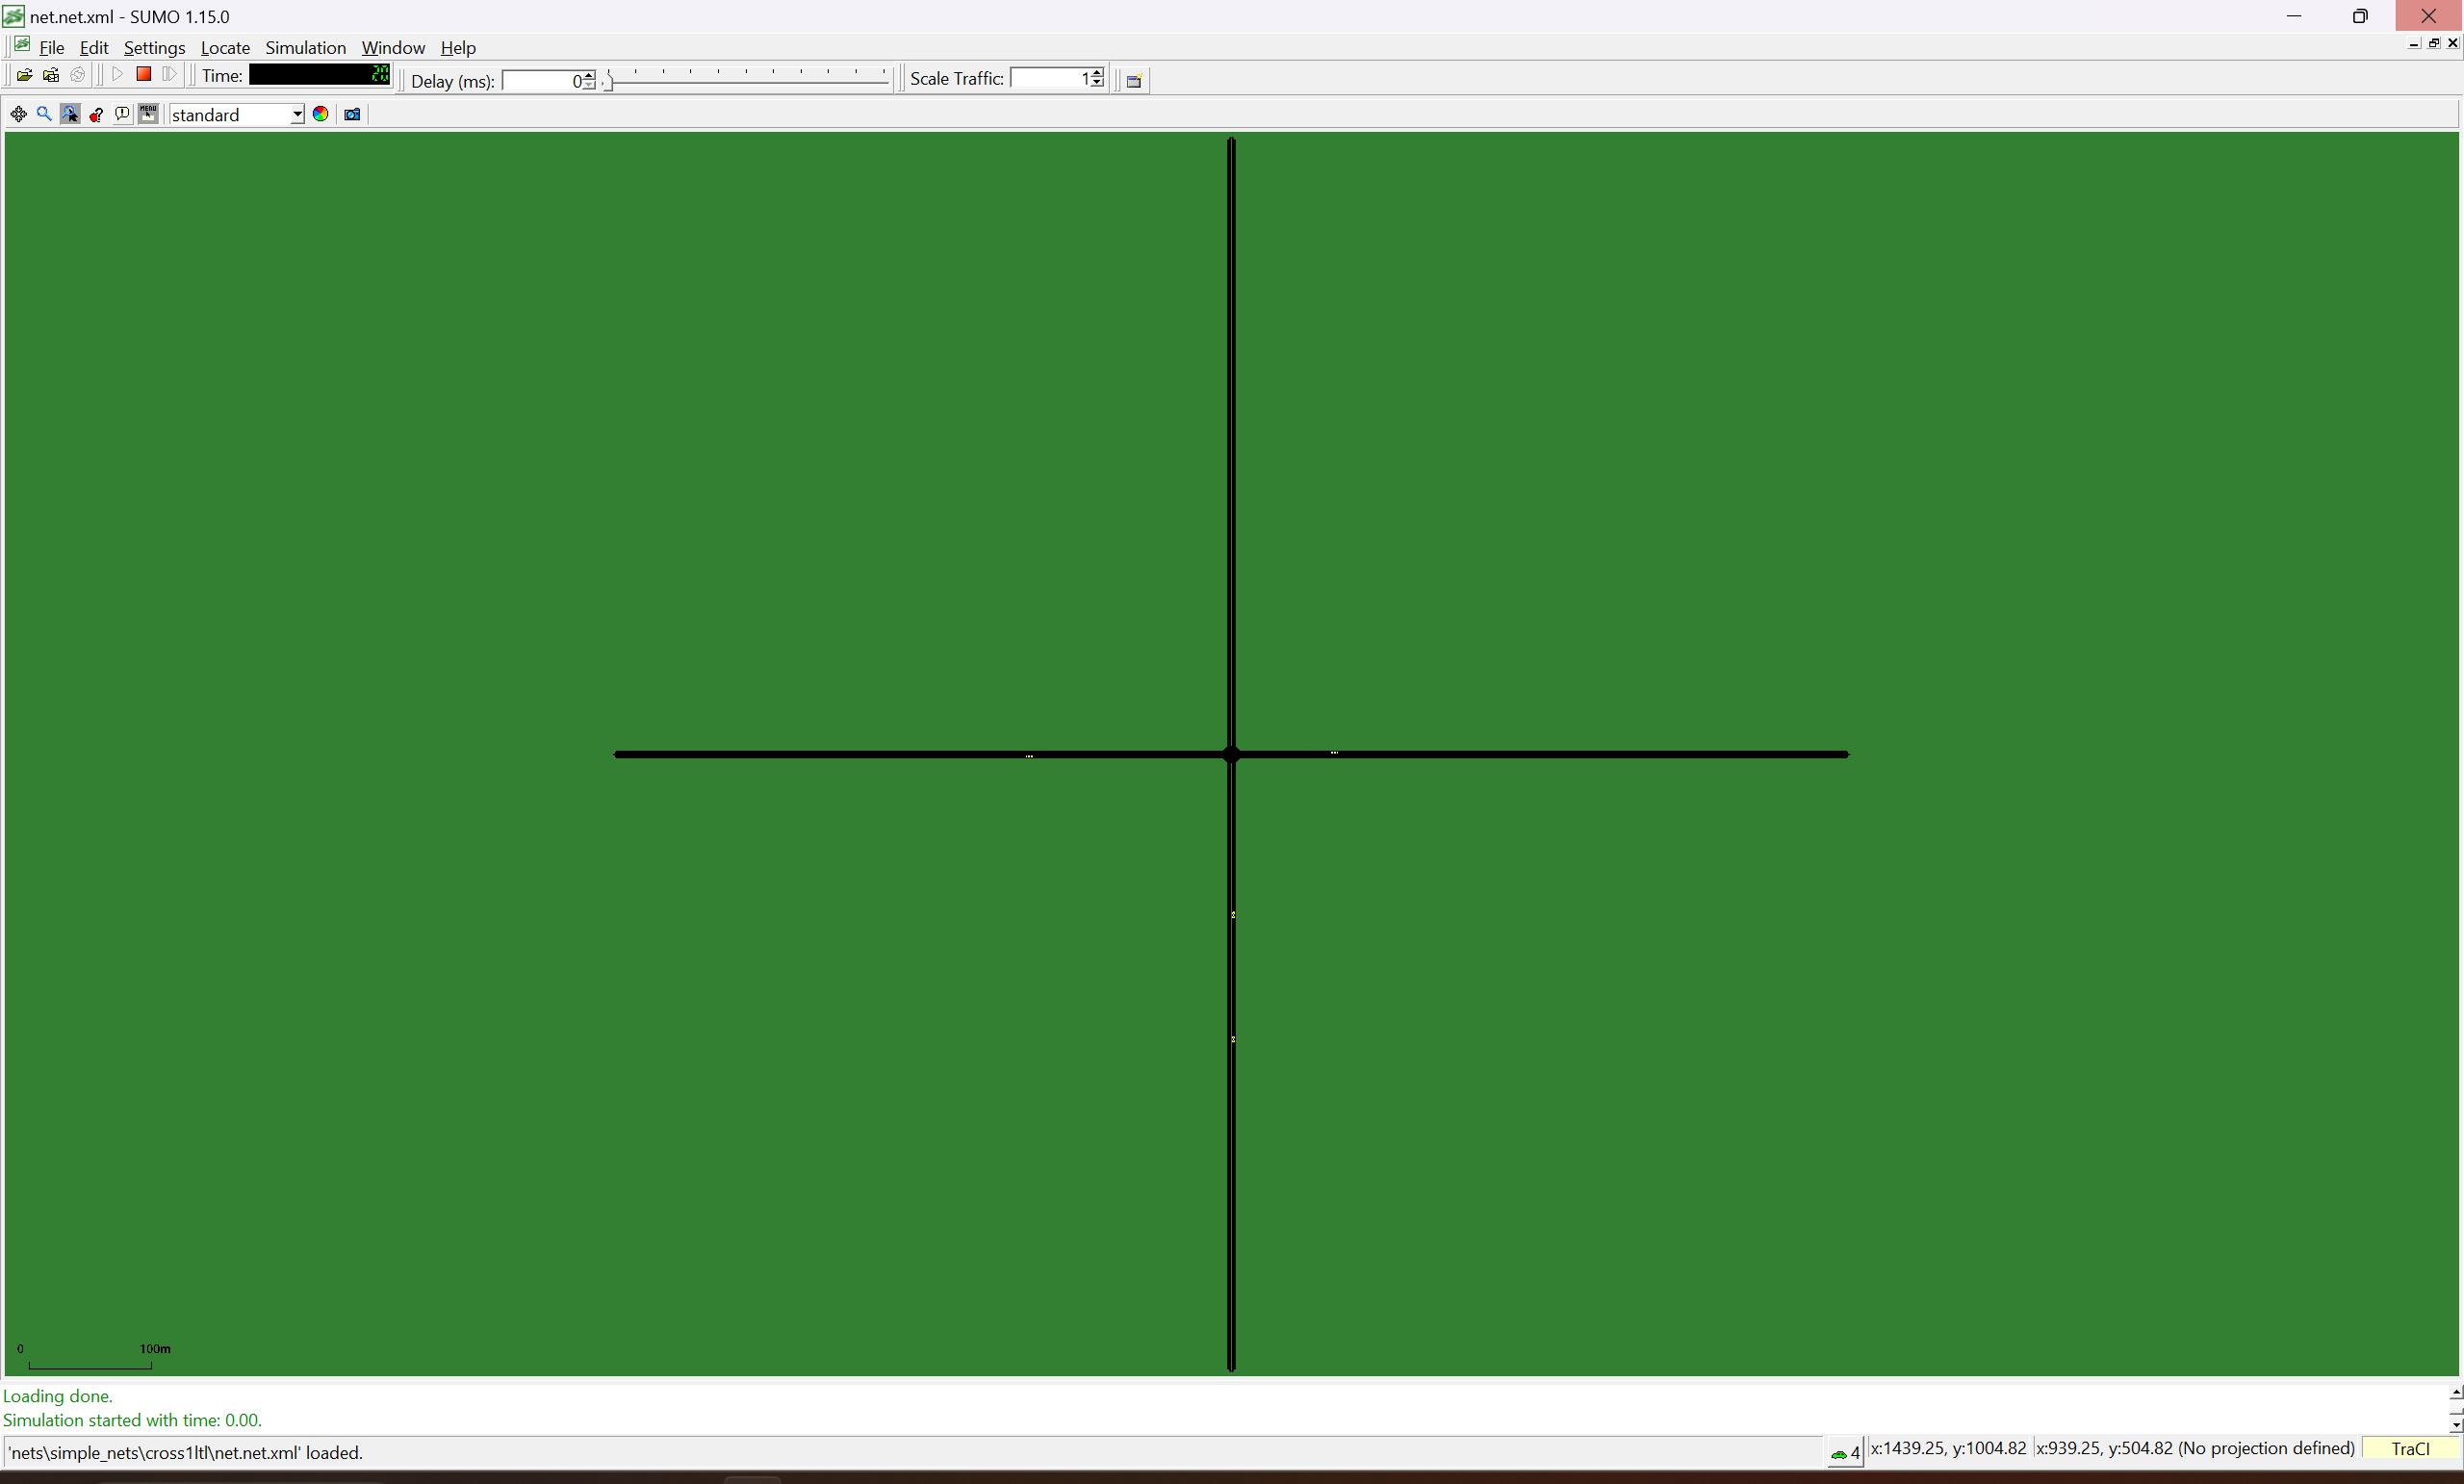 net.net.xml - SUMO 1.15.0
File Edit Settings Locate Simulation Window Help
Time: 20 Delay (ms): 0 Scale Traffic: 1
MENU standard
0 100m
Loading done.
Simulation started with time: 0.00.
'nets\simple_nets\cross1ltl\net.net.xml' loaded. 4 x:1439.25, y:1004.82 x:939.25, y:504.82 (No projection defined) TraCI